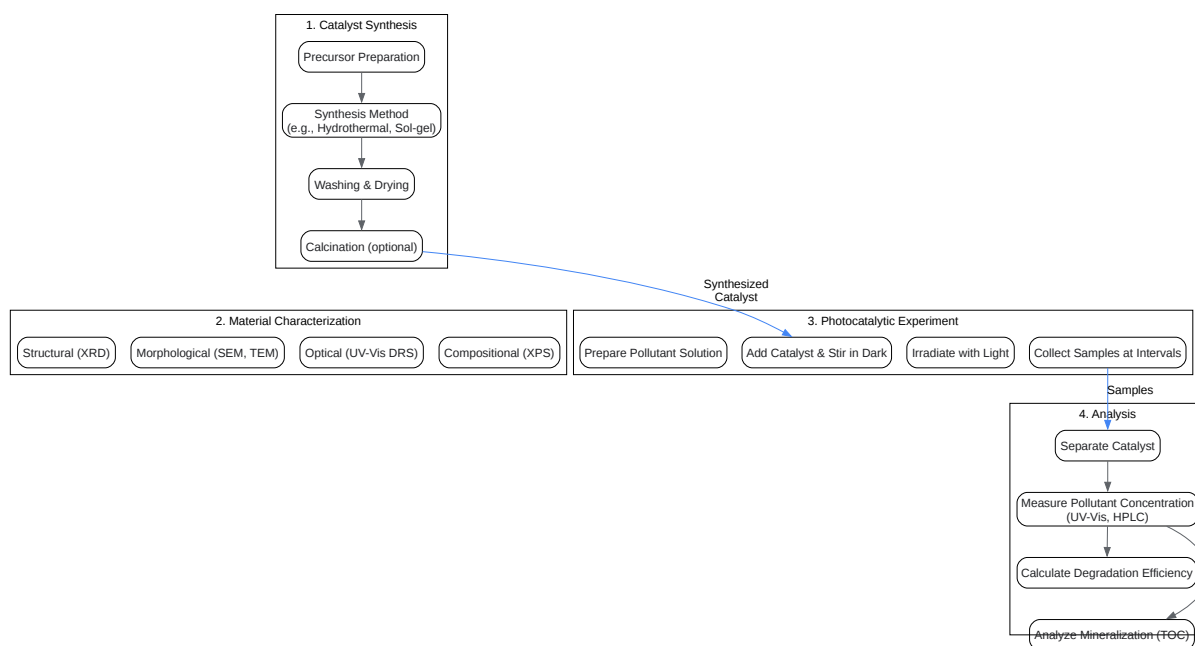 1. Catalyst Synthesis
Precursor Preparation
Synthesis Method
(e.g., Hydrothermal, Sol-gel)
Washing & Drying
Calcination (optional)
Synthesized
Catalyst
2. Material Characterization
Structural (XRD)
Morphological (SEM, TEM)
Optical (UV-Vis DRS)
Compositional (XPS)
3. Photocatalytic Experiment
Prepare Pollutant Solution
Add Catalyst & Stir in Dark
Irradiate with Light
Collect Samples at Intervals
Samples
4. Analysis
Separate Catalyst
Measure Pollutant Concentration
(UV-Vis, HPLC)
Calculate Degradation Efficiency
Analyze Mineralization (TOC)